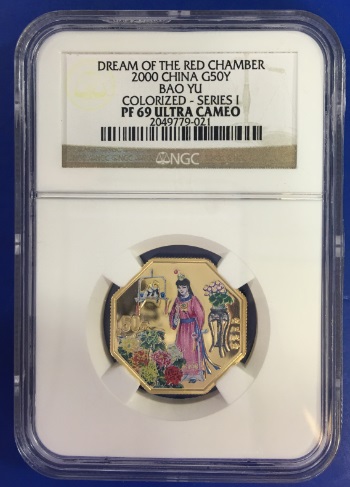 DREAM OF THE RED CHAMBER
2000 CHINA G50Y
BAO YU
COLORIZED - SERIES I
PF 69 ULTRA CAMEO
2049779-021
NGC